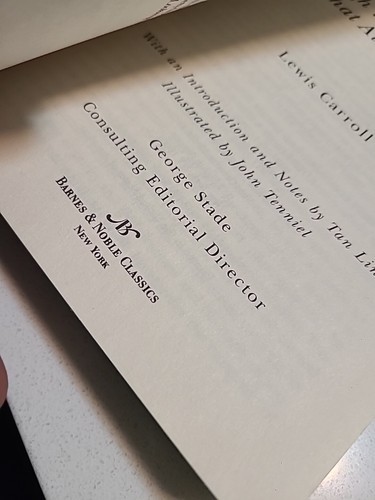 hat A
Lewis Carroll
With an Introduction and Notes by Tan Lin
Illustrated by John Tenniel
George Stade
Consulting Editorial Director
BARNES & NOBLE CLASSICS
NEW YORK